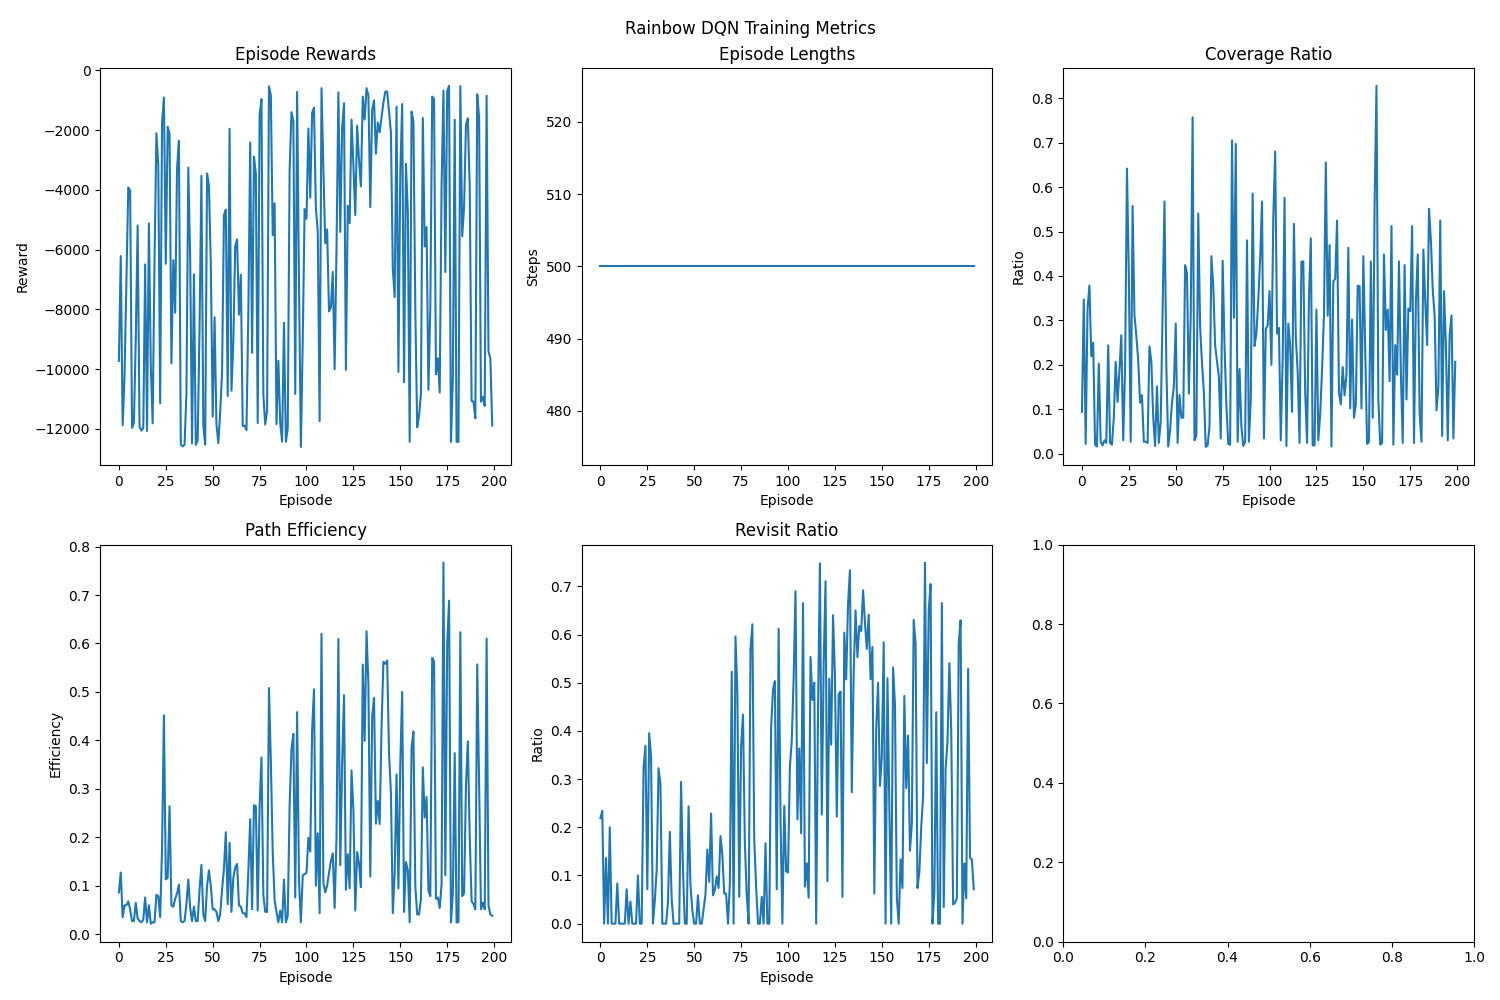 Rainbow DQN Training Metrics
Episode Rewards
0
−2000
−4000
−6000
−8000
−10000
−12000
Reward
0 25 50 75 100 125 150 175 200
Episode
Episode Lengths
520
510
500
490
480
Steps
0 25 50 75 100 125 150 175 200
Episode
Coverage Ratio
0.8
0.7
0.6
0.5
0.4
0.3
0.2
0.1
0.0
Ratio
0 25 50 75 100 125 150 175 200
Episode
Path Efficiency
0.8
0.7
0.6
0.5
0.4
0.3
0.2
0.1
0.0
Efficiency
0 25 50 75 100 125 150 175 200
Episode
Revisit Ratio
0.7
0.6
0.5
0.4
0.3
0.2
0.1
0.0
Ratio
0 25 50 75 100 125 150 175 200
Episode
1.0
0.8
0.6
0.4
0.2
0.0
0.0 0.2 0.4 0.6 0.8 1.0